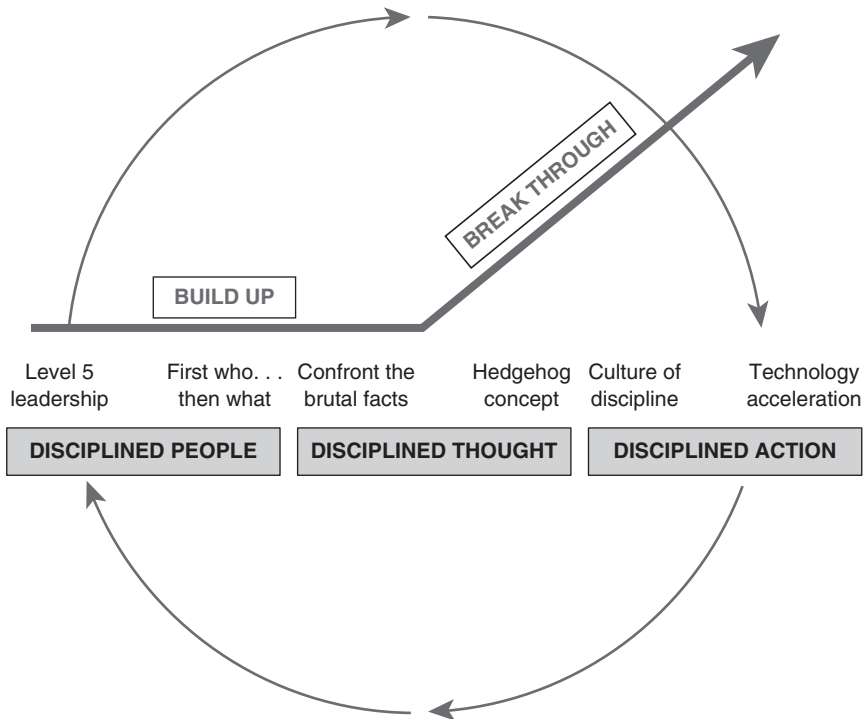 BREAK THROUGH
BUILD UP
Level 5
leadership
First who. . .
then what
Confront the
brutal facts
Hedgehog
concept
Culture of
discipline
Technology
acceleration
DISCIPLINED PEOPLE
DISCIPLINED THOUGHT
DISCIPLINED ACTION